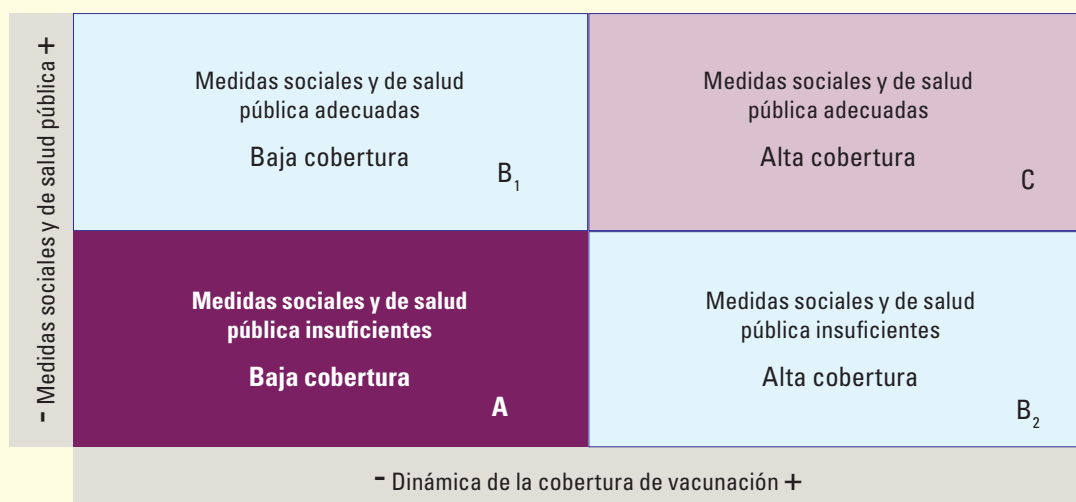 - Medidas sociales y de salud pública +
Medidas sociales y de salud
pública adecuadas
Baja cobertura
B₁
Medidas sociales y de salud
pública adecuadas
Alta cobertura
C
Medidas sociales y de salud
pública insuficientes
Baja cobertura
A
Medidas sociales y de salud
pública insuficientes
Alta cobertura
B₂
- Dinámica de la cobertura de vacunación +